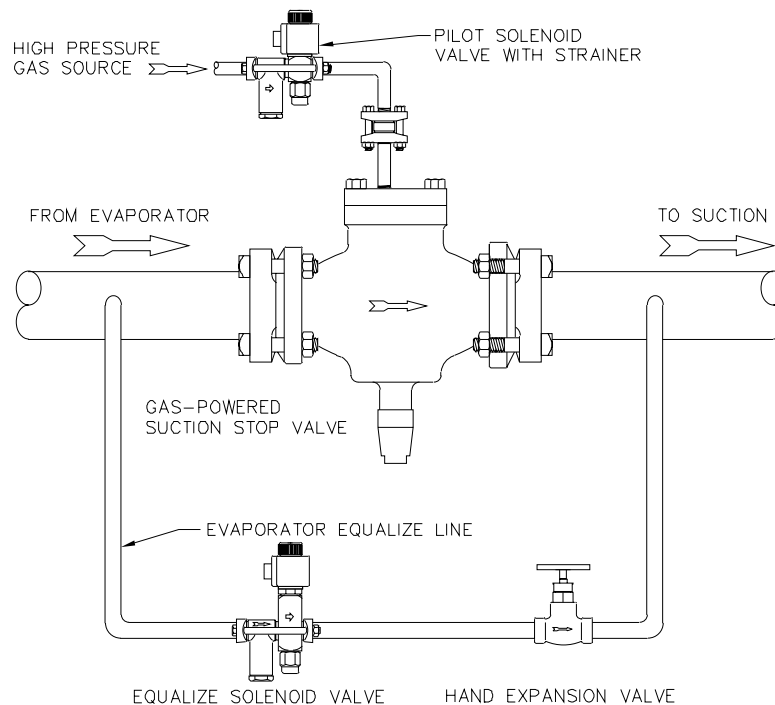 HIGH PRESSURE
GAS SOURCE
PILOT SOLENOID
VALVE WITH STRAINER
FROM EVAPORATOR
TO SUCTION
GAS-POWERED
SUCTION STOP VALVE
EVAPORATOR EQUALIZE LINE
EQUALIZE SOLENOID VALVE
HAND EXPANSION VALVE